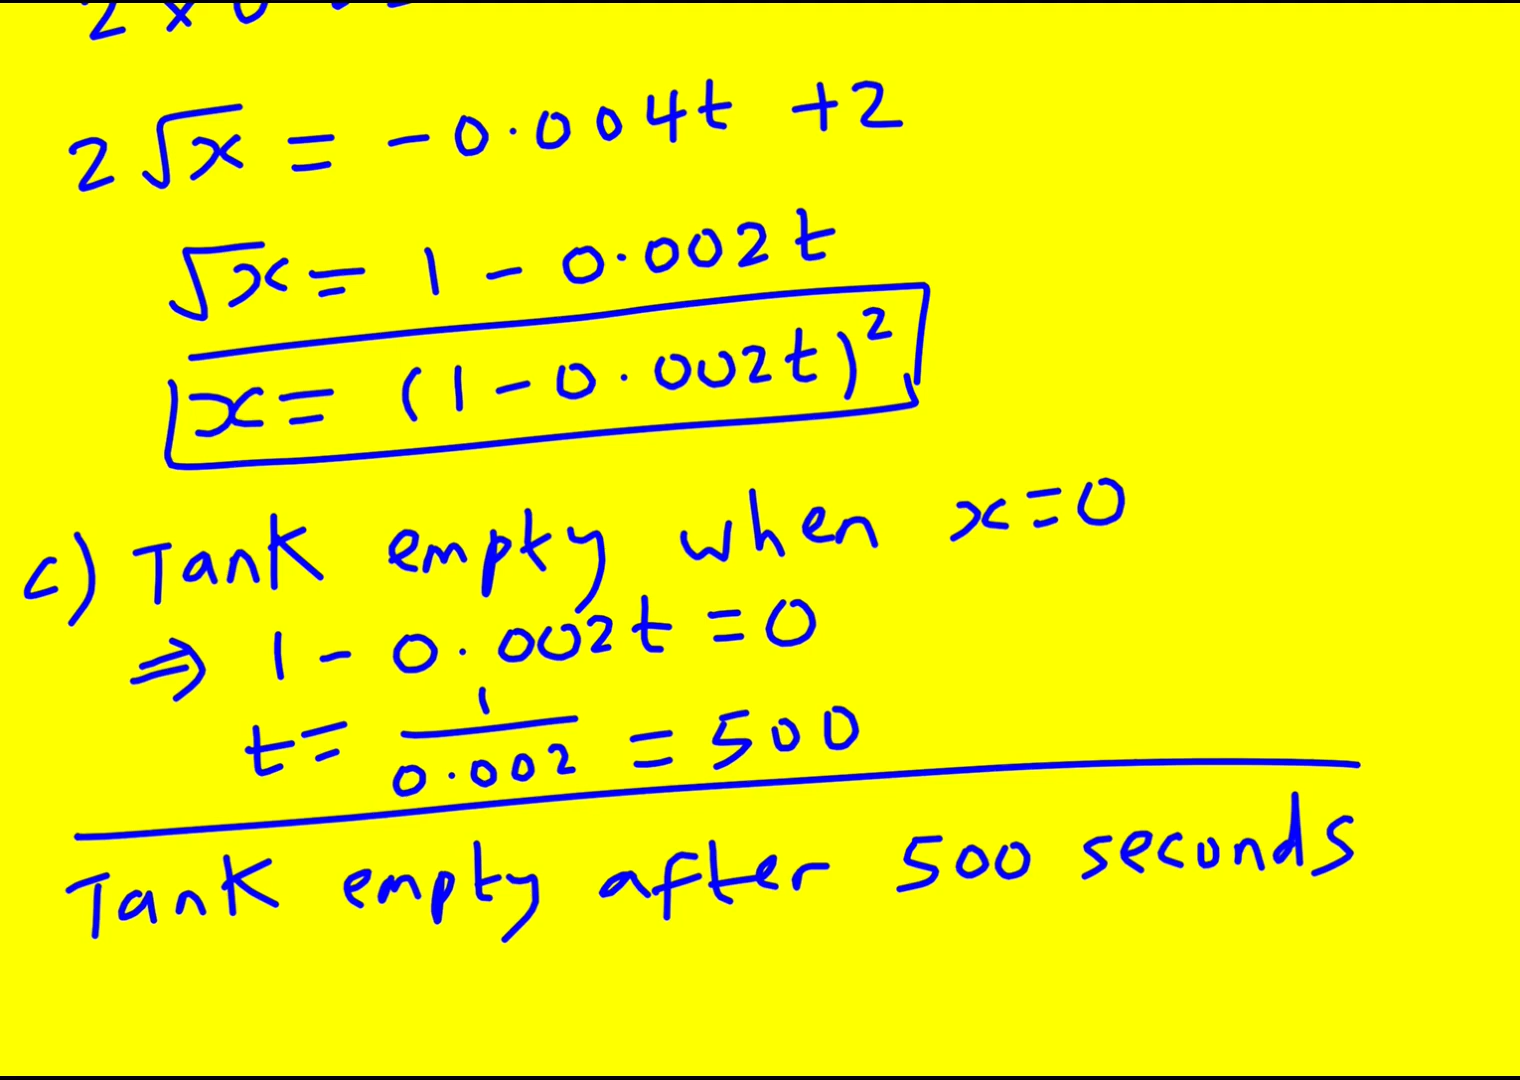 2√x = -0.004t +2
√x = 1 - 0.002t
x = (1-0.002t)²
c) Tank empty when x=0
⇒ 1 - 0.002t = 0
t = 1/0.002 = 500
Tank empty after 500 seconds